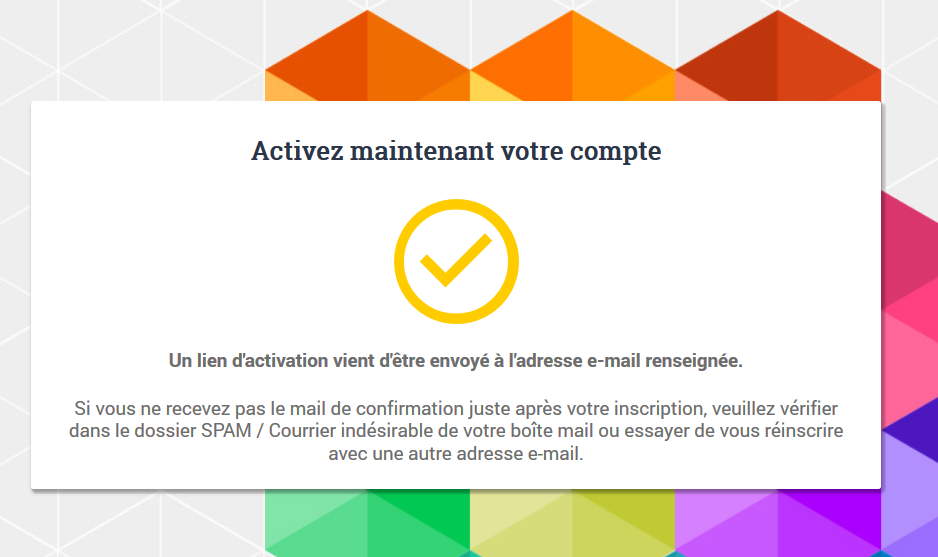 Activez maintenant votre compte
Un lien d'activation vient d'être envoyé à l'adresse e-mail renseignée.
Si vous ne recevez pas le mail de confirmation juste après votre inscription, veuillez vérifier
dans le dossier SPAM / Courrier indésirable de votre boîte mail ou essayer de vous réinscrire
avec une autre adresse e-mail.